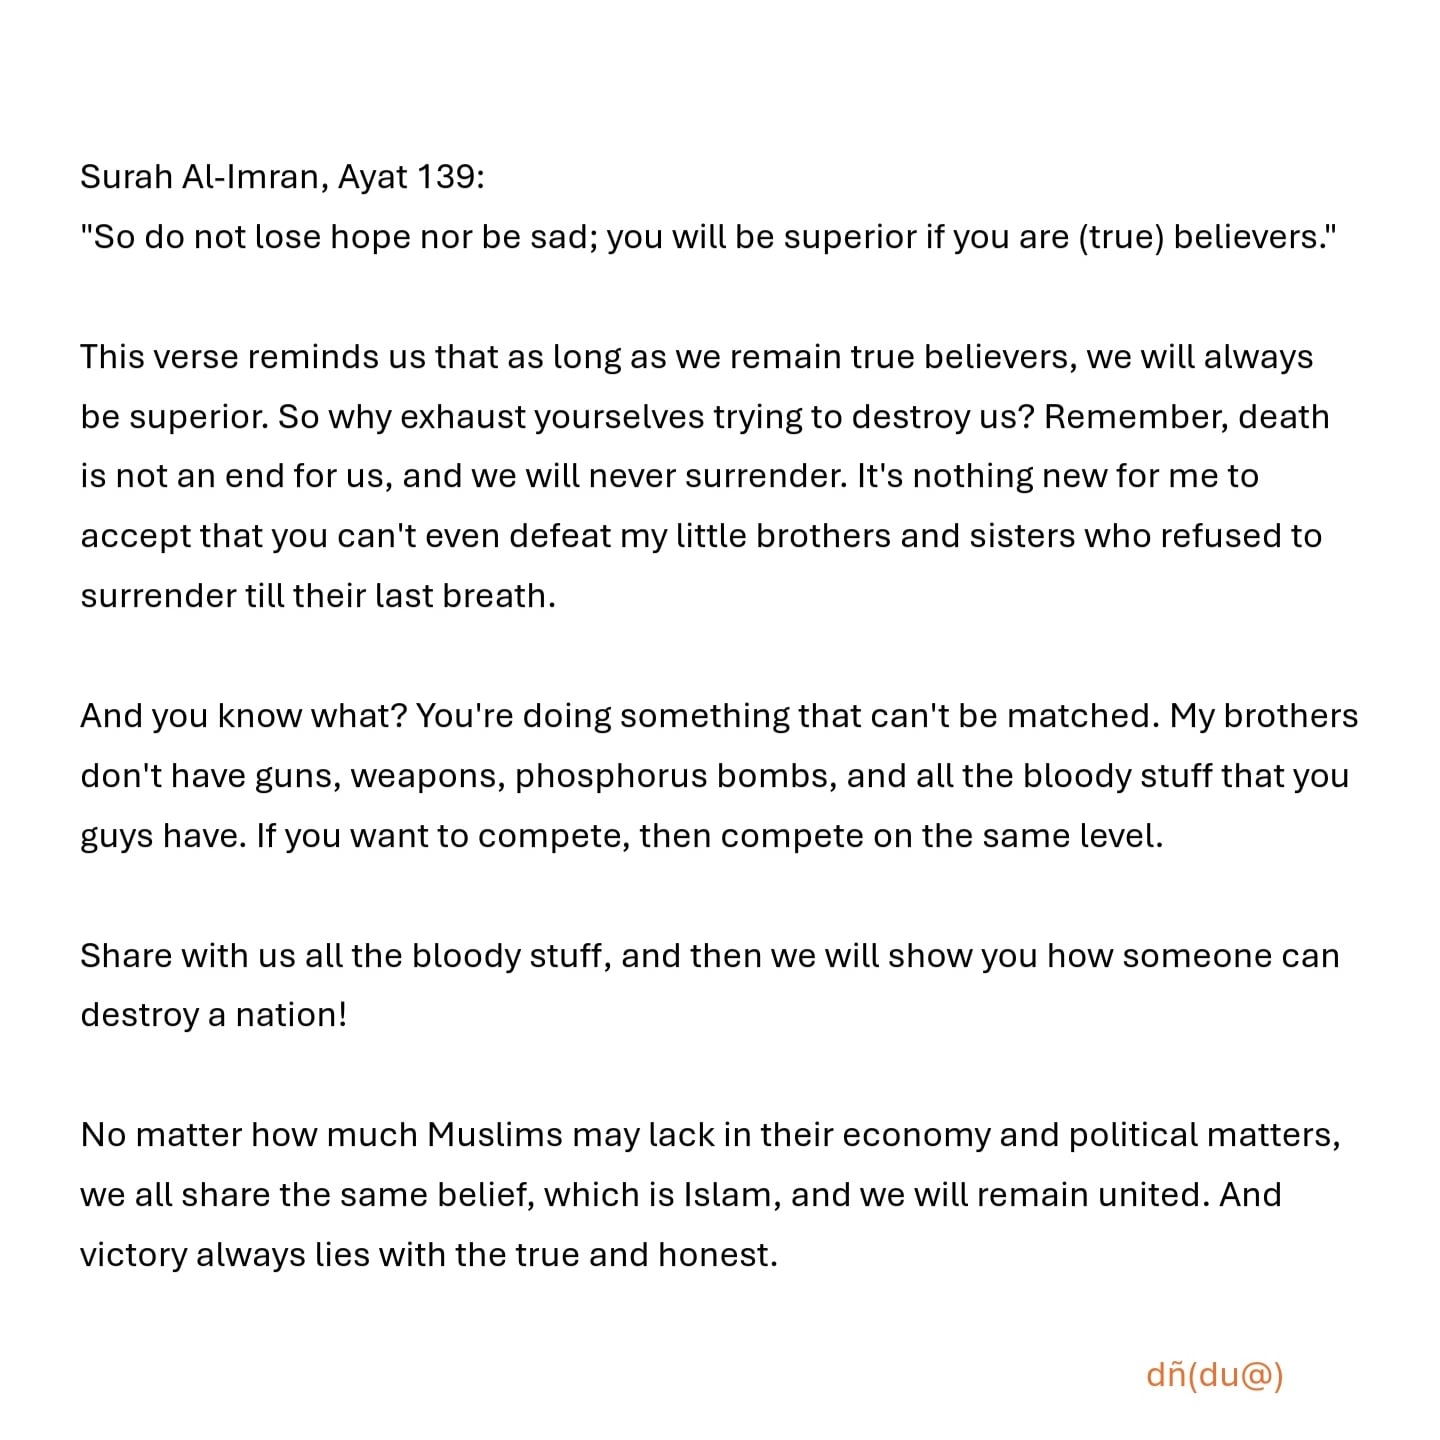 Surah Al-Imran, Ayat 139:
"So do not lose hope nor be sad; you will be superior if you are (true) believers."
This verse reminds us that as long as we remain true believers, we will always
be superior. So why exhaust yourselves trying to destroy us? Remember, death
is not an end for us, and we will never surrender. It's nothing new for me to
accept that you can't even defeat my little brothers and sisters who refused to
surrender till their last breath.
And you know what? You're doing something that can't be matched. My brothers
don't have guns, weapons, phosphorus bombs, and all the bloody stuff that you
guys have. If you want to compete, then compete on the same level.
Share with us all the bloody stuff, and then we will show you how someone can
destroy a nation!
No matter how much Muslims may lack in their economy and political matters,
we all share the same belief, which is Islam, and we will remain united. And
victory always lies with the true and honest.
dñ(du@)